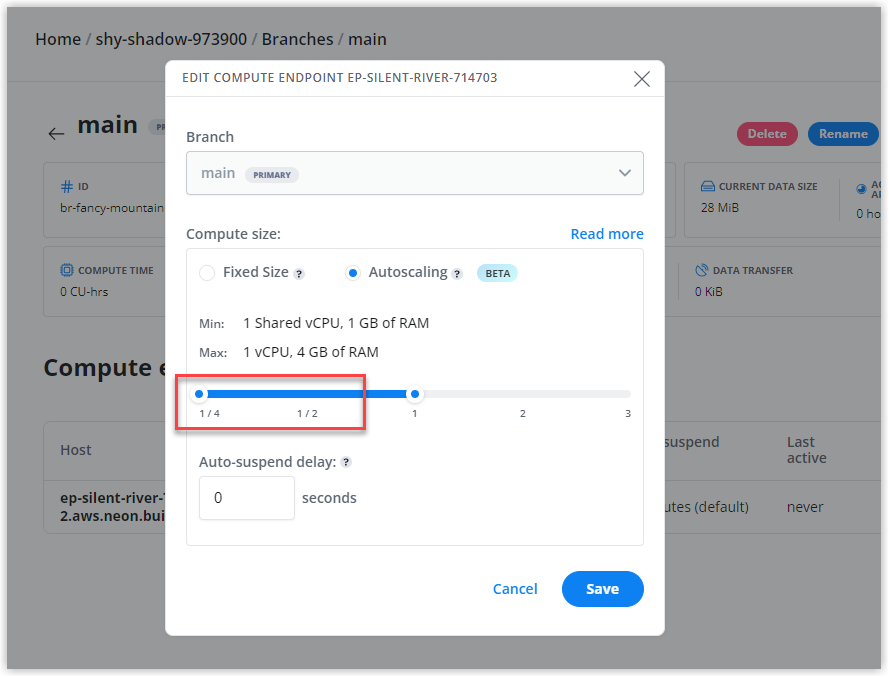 Home / shy-shadow-973900 / Branches / main
EDIT COMPUTE ENDPOINT EP-SILENT-RIVER-714703
main
Delete
Rename
Branch
main PRIMARY
# ID
br-fancy-mountain
CURRENT DATA SIZE
28 MiB
0 ho
Compute size:
Read more
Fixed Size ?
Autoscaling ?
BETA
COMPUTE TIME
0 CU-hrs
DATA TRANSFER
0 KiB
Min: 1 Shared vCPU, 1 GB of RAM
Max: 1 vCPU, 4 GB of RAM
Compute e
1 / 4
1 / 2
1
2
3
Host
suspend
Last
active
Auto-suspend delay: ?
0
seconds
ep-silent-river-
2.aws.neon.bui
utes (default)
never
Cancel
Save